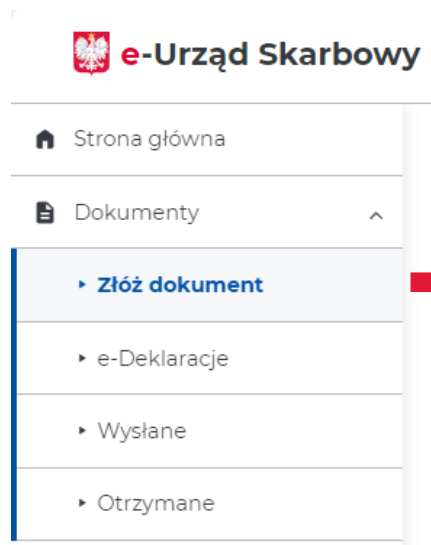 e-Urząd Skarbowy
Strona główna
Dokumenty
Złóż dokument
e-Deklaracje
Wysłane
Otrzymane